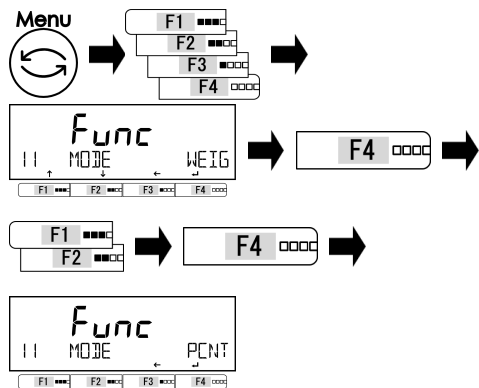 Menu
F1
F2
F3
F4
Func
11 MODE WEIG
F1 F2 F3 F4
F4
F1
F2
F4
Func
11 MODE PCNT
F1 F2 F3 F4